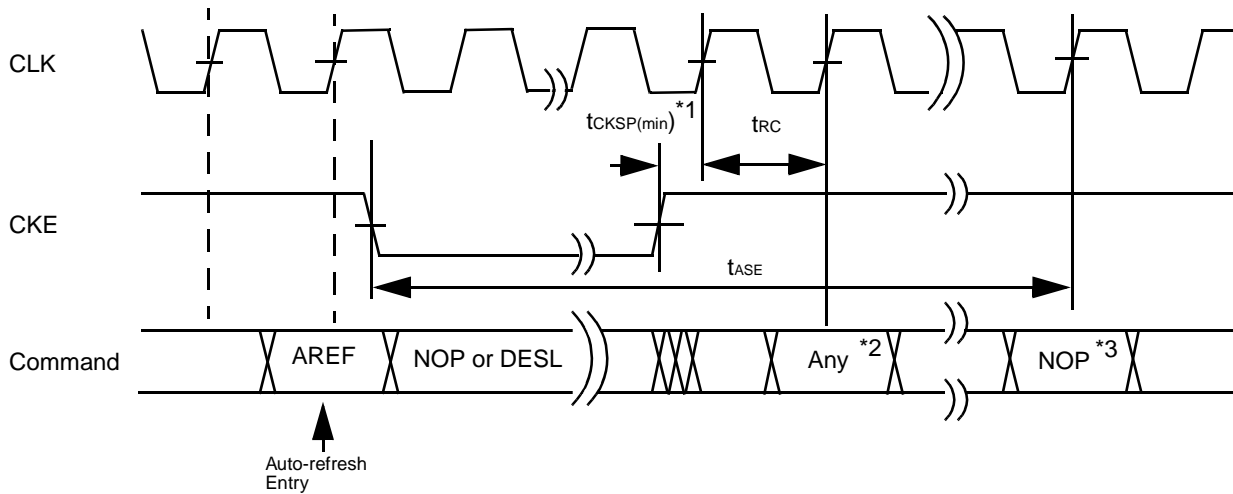 CLK
tCKSP(min)*1
tRC
CKE
tASE
Command
AREF
NOP or DESL
Any *2
NOP *3
Auto-refresh
Entry